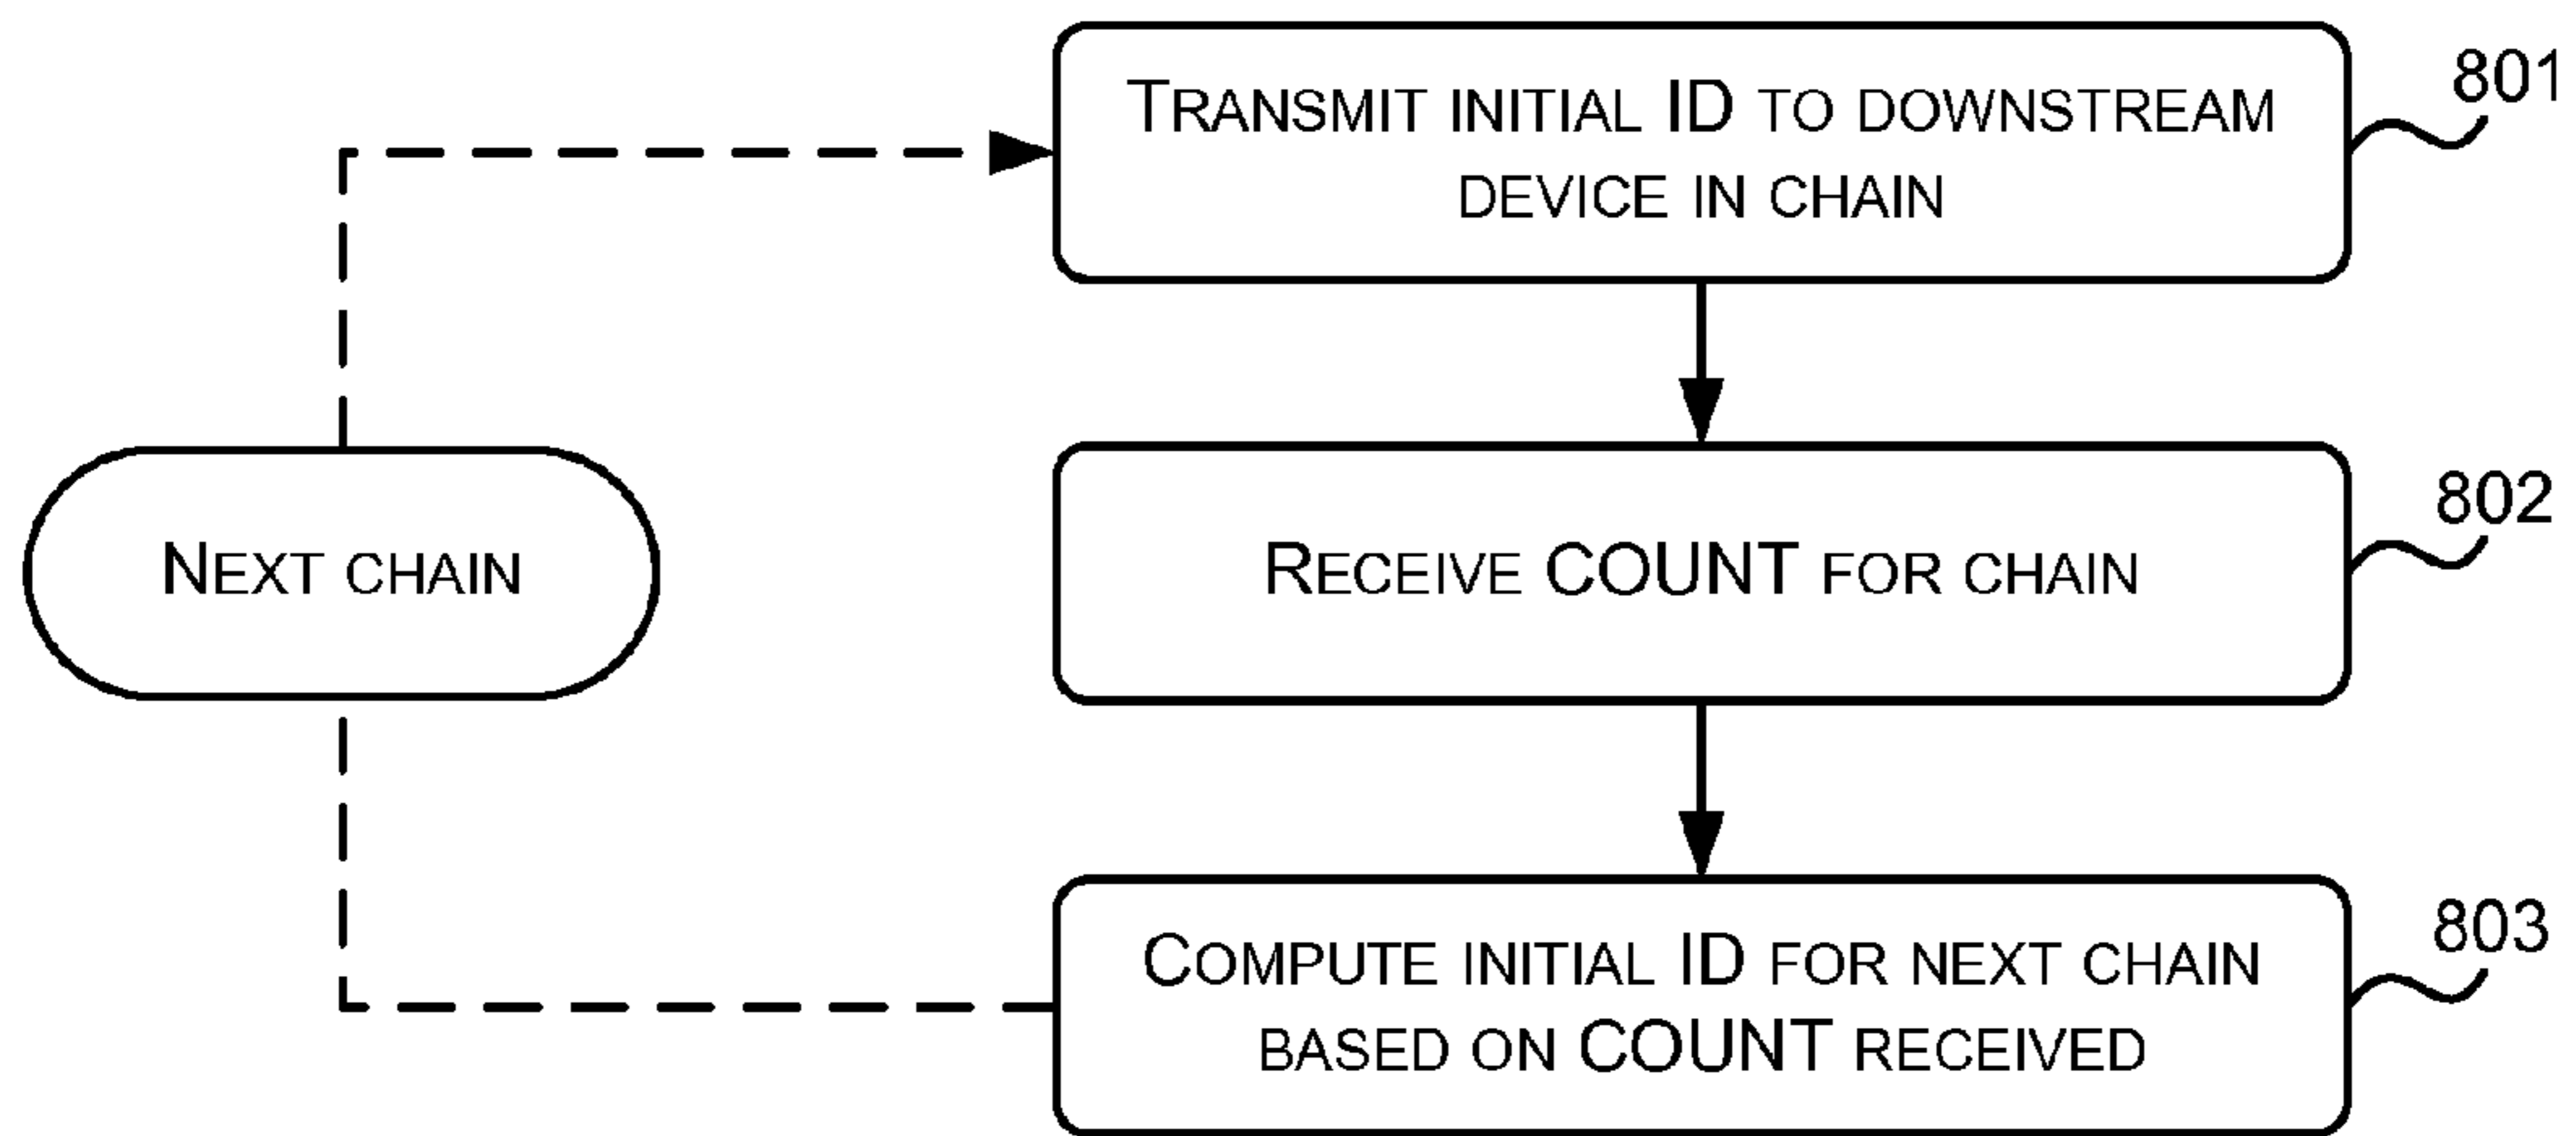 TRANSMIT INITIAL ID TO DOWNSTREAM
DEVICE IN CHAIN
801
NEXT CHAIN
RECEIVE COUNT FOR CHAIN
802
COMPUTE INITIAL ID FOR NEXT CHAIN
BASED ON COUNT RECEIVED
803